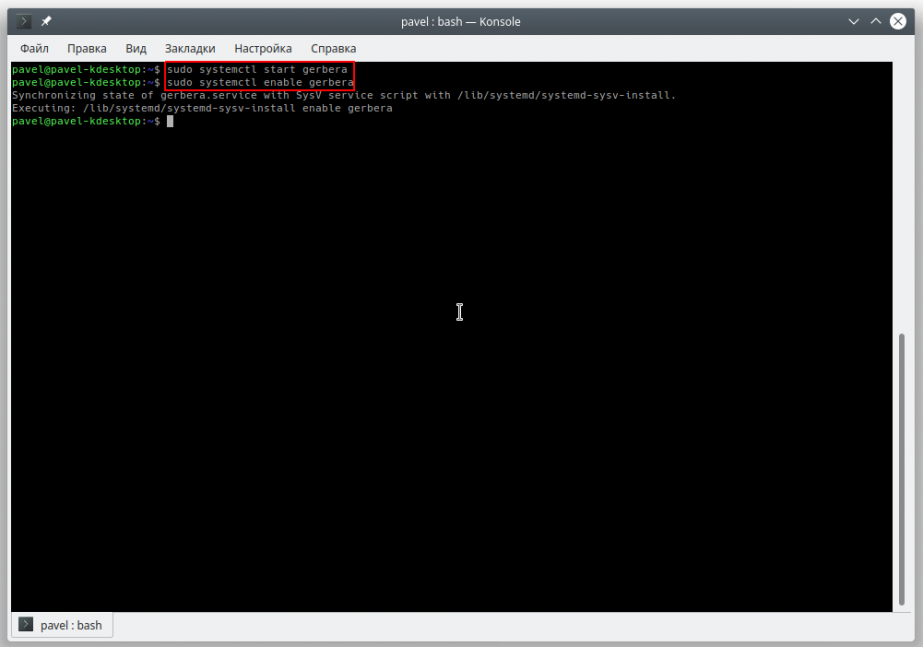 pavel : bash — Konsole
Файл Правка Вид Закладки Настройка Справка
pavel@pavel-kdesktop:~$ sudo systemctl start gerbera
pavel@pavel-kdesktop:~$ sudo systemctl enable gerbera
Synchronizing state of gerbera.service with SysV service script with /lib/systemd/systemd-sysv-install.
Executing: /lib/systemd/systemd-sysv-install enable gerbera
pavel@pavel-kdesktop:~$
pavel : bash